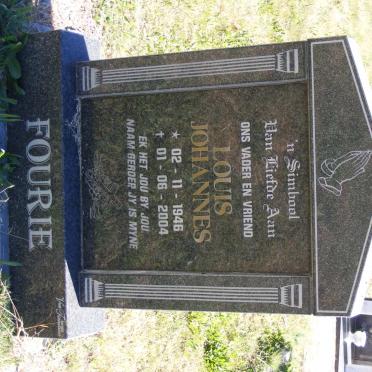 'n Simbool
Van Liefde Aan
ONS VADER EN VRIEND
LOUIS
JOHANNES
★ 02 - 11 - 1946
✝ 01 - 06 - 2004
'EK HET JOU BY JOU
NAAM GEROEP JY IS MYNE'
FOURIE